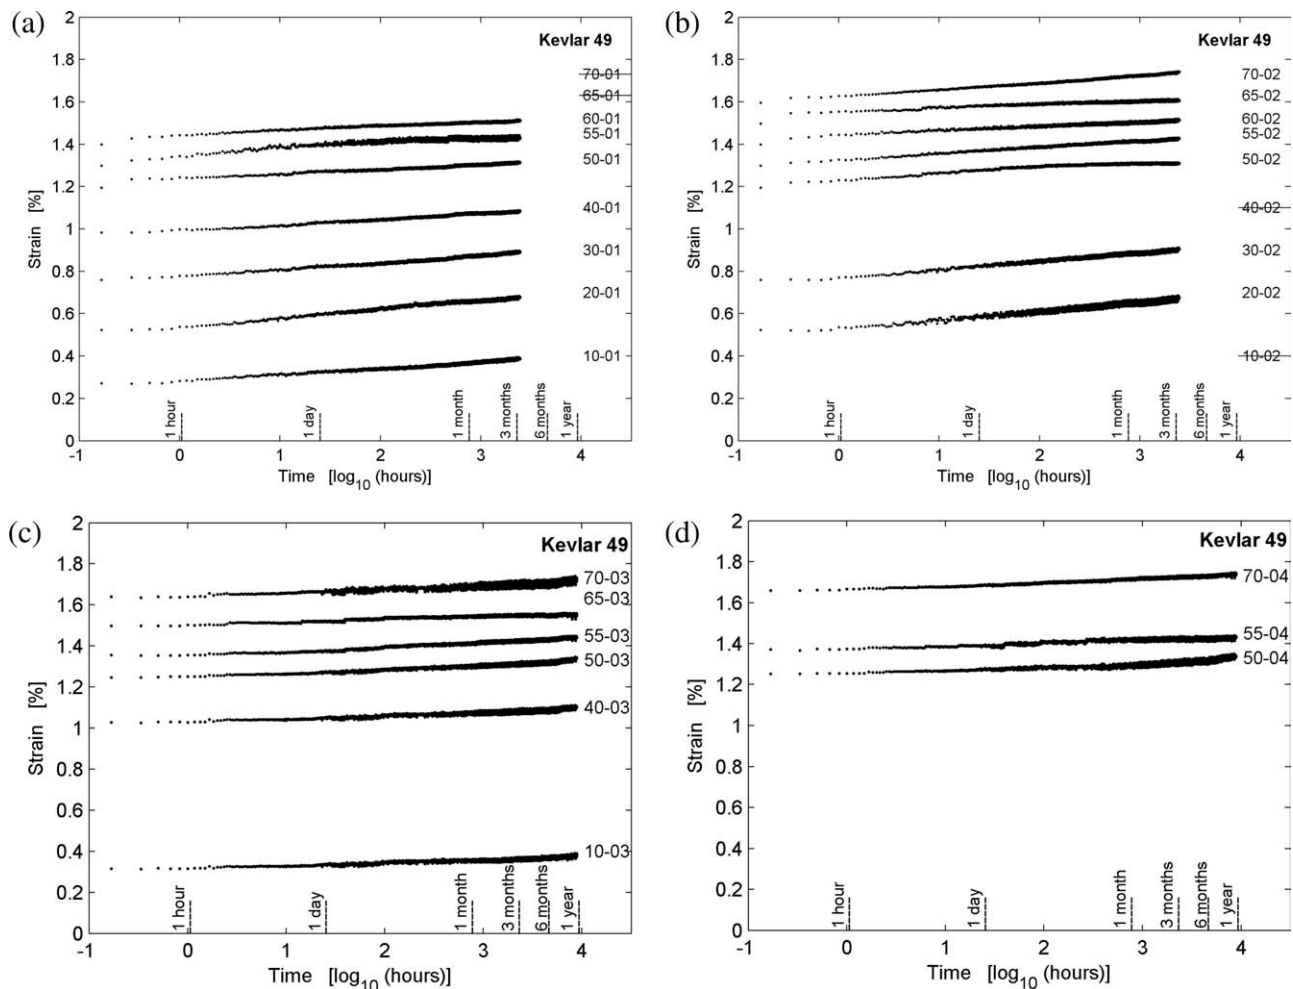 (a)
Kevlar 49
2
1.8
1.6
1.4
1.2
1
0.8
0.6
0.4
0.2
0
Strain [%]
70-01
65-01
60-01
55-01
50-01
40-01
30-01
20-01
10-01
1 hour
1 day
1 month
3 months
6 months
1 year
-1
0
1
2
3
4
Time [log10 (hours)]
(b)
Kevlar 49
2
1.8
1.6
1.4
1.2
1
0.8
0.6
0.4
0.2
0
Strain [%]
70-02
65-02
60-02
55-02
50-02
40-02
30-02
20-02
10-02
1 hour
1 day
1 month
3 months
6 months
1 year
-1
0
1
2
3
4
Time [log10 (hours)]
(c)
Kevlar 49
2
1.8
1.6
1.4
1.2
1
0.8
0.6
0.4
0.2
0
Strain [%]
70-03
65-03
55-03
50-03
40-03
10-03
1 hour
1 day
1 month
3 months
6 months
1 year
-1
0
1
2
3
4
Time [log10 (hours)]
(d)
Kevlar 49
2
1.8
1.6
1.4
1.2
1
0.8
0.6
0.4
0.2
0
Strain [%]
70-04
55-04
50-04
1 hour
1 day
1 month
3 months
6 months
1 year
-1
0
1
2
3
4
Time [log10 (hours)]